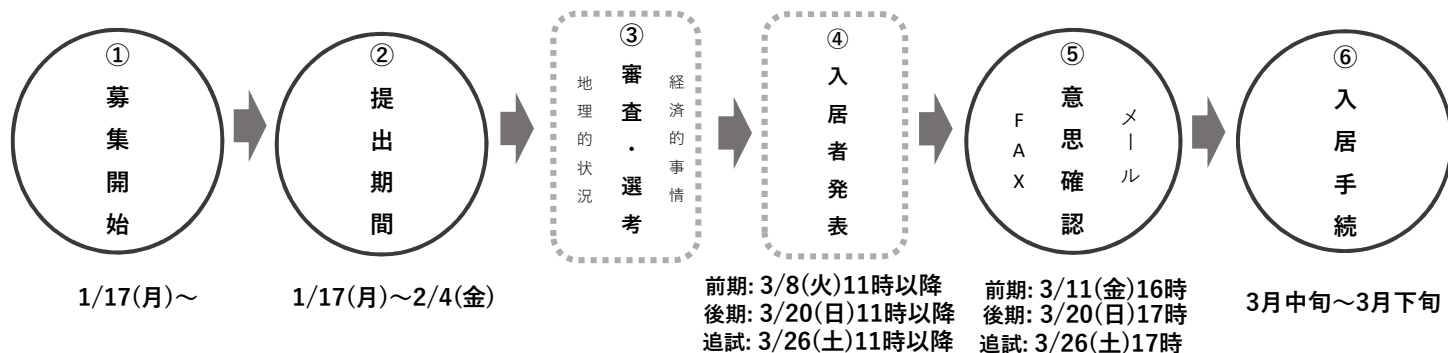 ①
募集開始
1/17(月)～
②
提出期間
1/17(月)～2/4(金)
③
経済的事情
審査・選考
地理的状況
④
入居者発表
前期: 3/8(火)11時以降
後期: 3/20(日)11時以降
追試: 3/26(土)11時以降
⑤
メール
意思確認
FAX
前期: 3/11(金)16時
後期: 3/20(日)17時
追試: 3/26(土)17時
⑥
入居手続
3月中旬～3月下旬